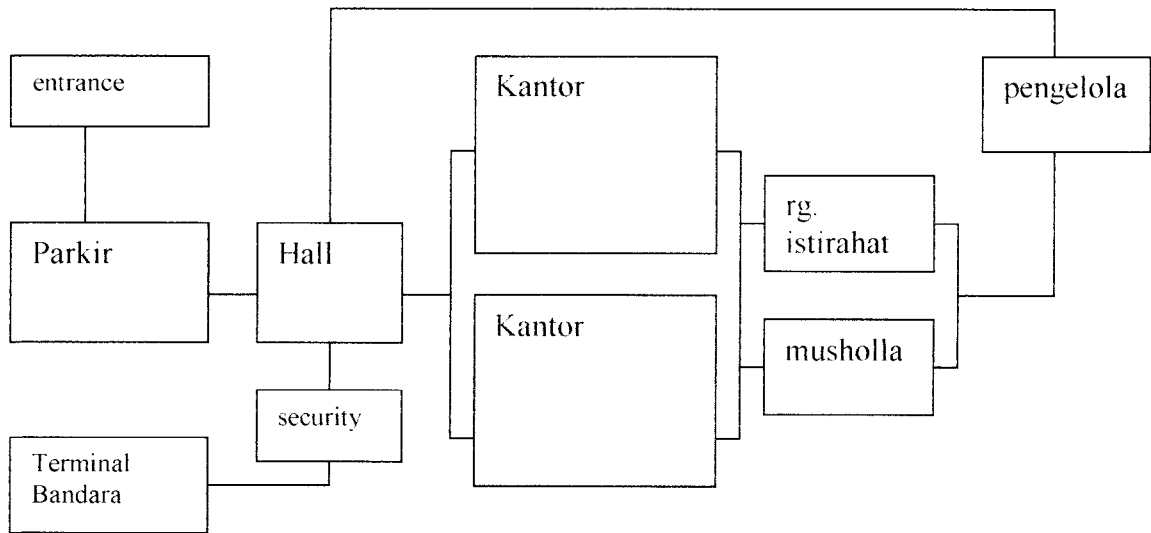 entrance
Kantor
pengelola
Parkir
Hall
rg.
istirahat
Kantor
musholla
security
Terminal
Bandara